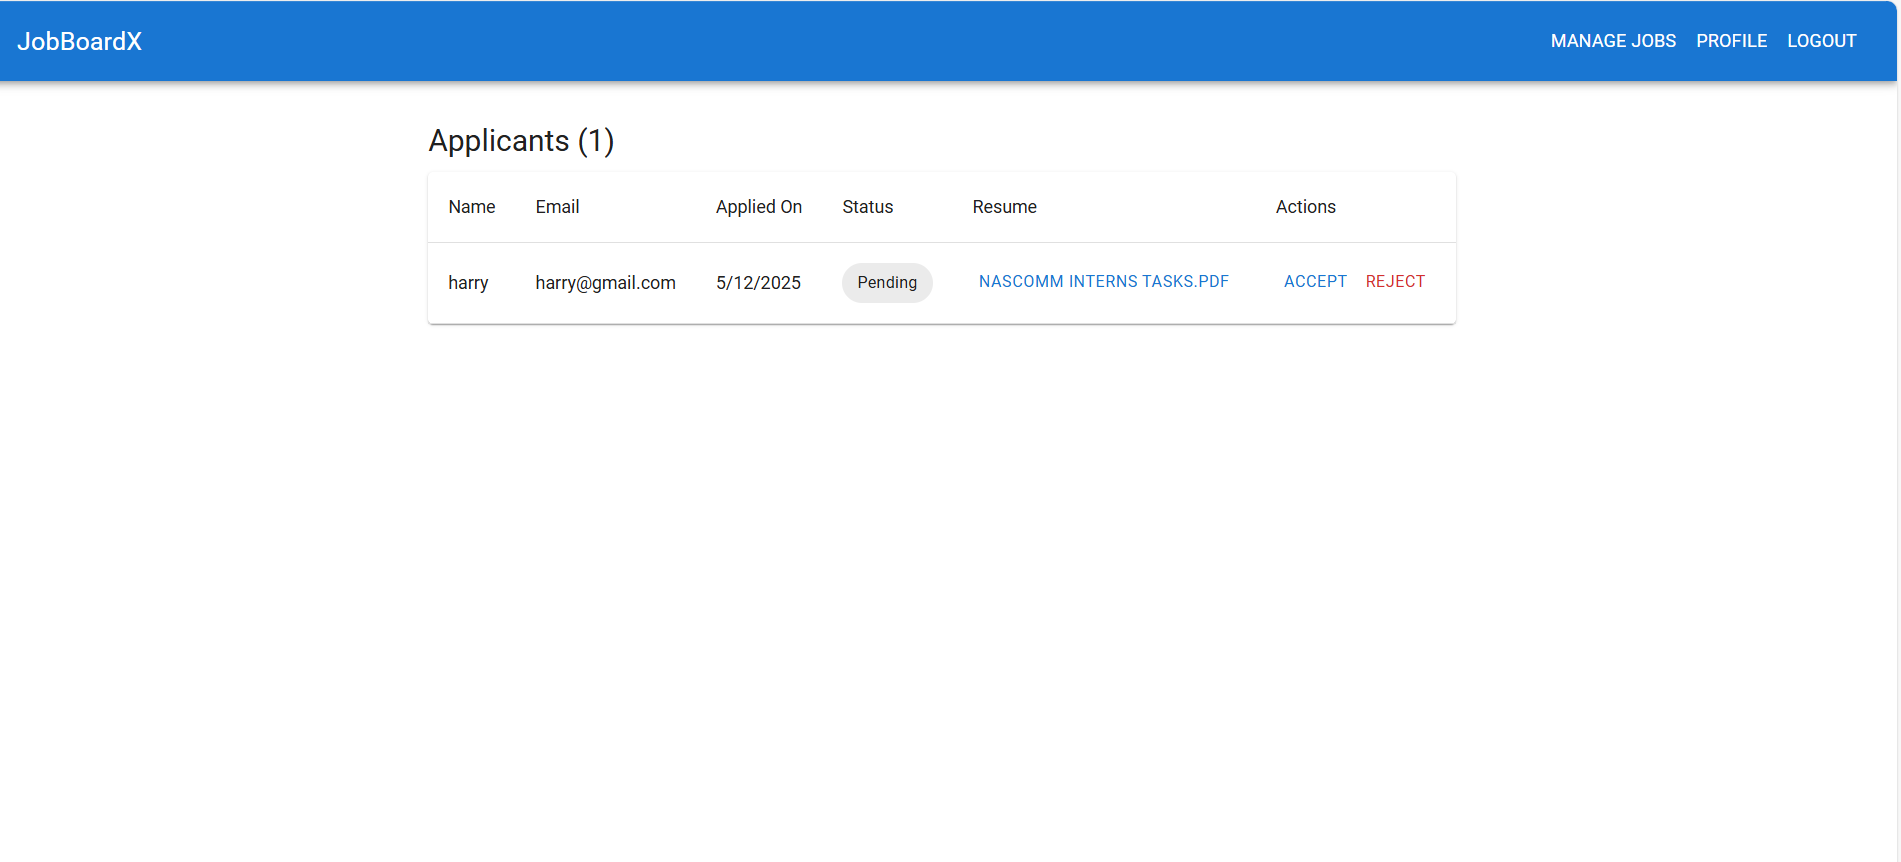 JobBoardX MANAGE JOBS PROFILE LOGOUT
Applicants (1)
Name Email Applied On Status Resume Actions
harry harry@gmail.com 5/12/2025 Pending NASCOMM INTERNS TASKS.PDF ACCEPT REJECT